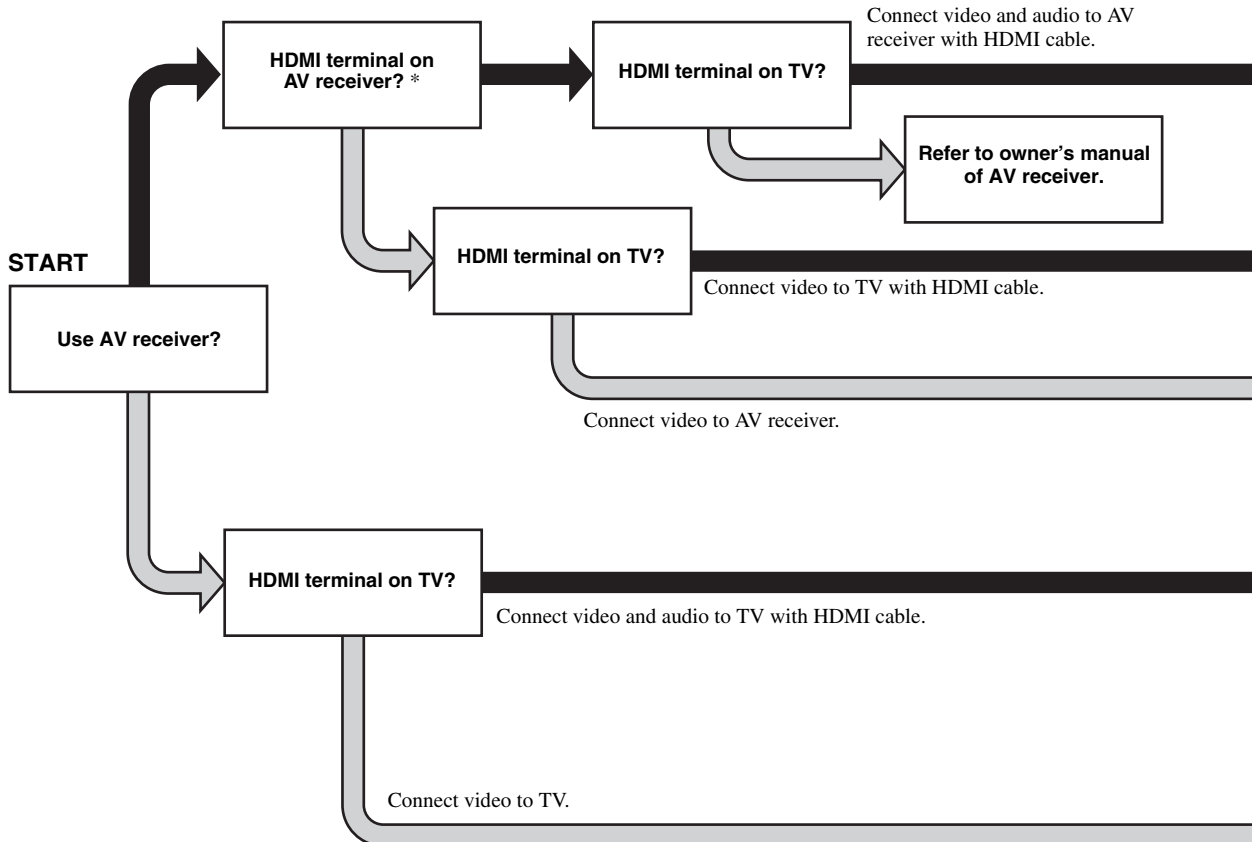 Connect video and audio to AV
receiver with HDMI cable.
HDMI terminal on
AV receiver? *
HDMI terminal on TV?
Refer to owner's manual
of AV receiver.
HDMI terminal on TV?
START
Connect video to TV with HDMI cable.
Use AV receiver?
Connect video to AV receiver.
HDMI terminal on TV?
Connect video and audio to TV with HDMI cable.
Connect video to TV.